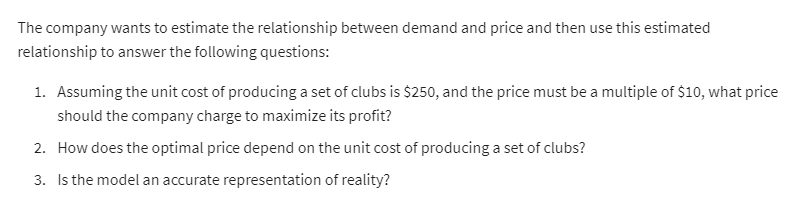 The company wants to estimate the relationship between demand and price and then use this estimated
relationship to answer the following questions:
1. Assuming the unit cost of producing a set of clubs is $250, and the price must be a multiple of $10, what price
should the company charge to maximize its profit?
2. How does the optimal price depend on the unit cost of producing a set of clubs?
3. Is the model an accurate representation of reality?